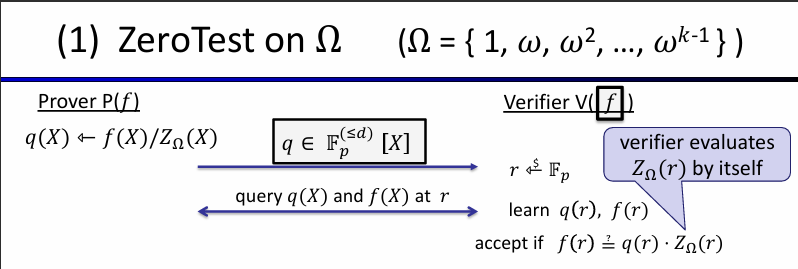 (1) ZeroTest on Ω (Ω = { 1, ω, ω², …, ωᵏ⁻¹ } )
Prover P(f)
Verifier V( f )
q(X) ← f(X)/Z_Ω(X)
q ∈ 𝔽_p^(≤d) [X]
verifier evaluates
Z_Ω(r) by itself
r ←$ 𝔽_p
query q(X) and f(X) at r
learn q(r), f(r)
accept if f(r) ≟ q(r) · Z_Ω(r)